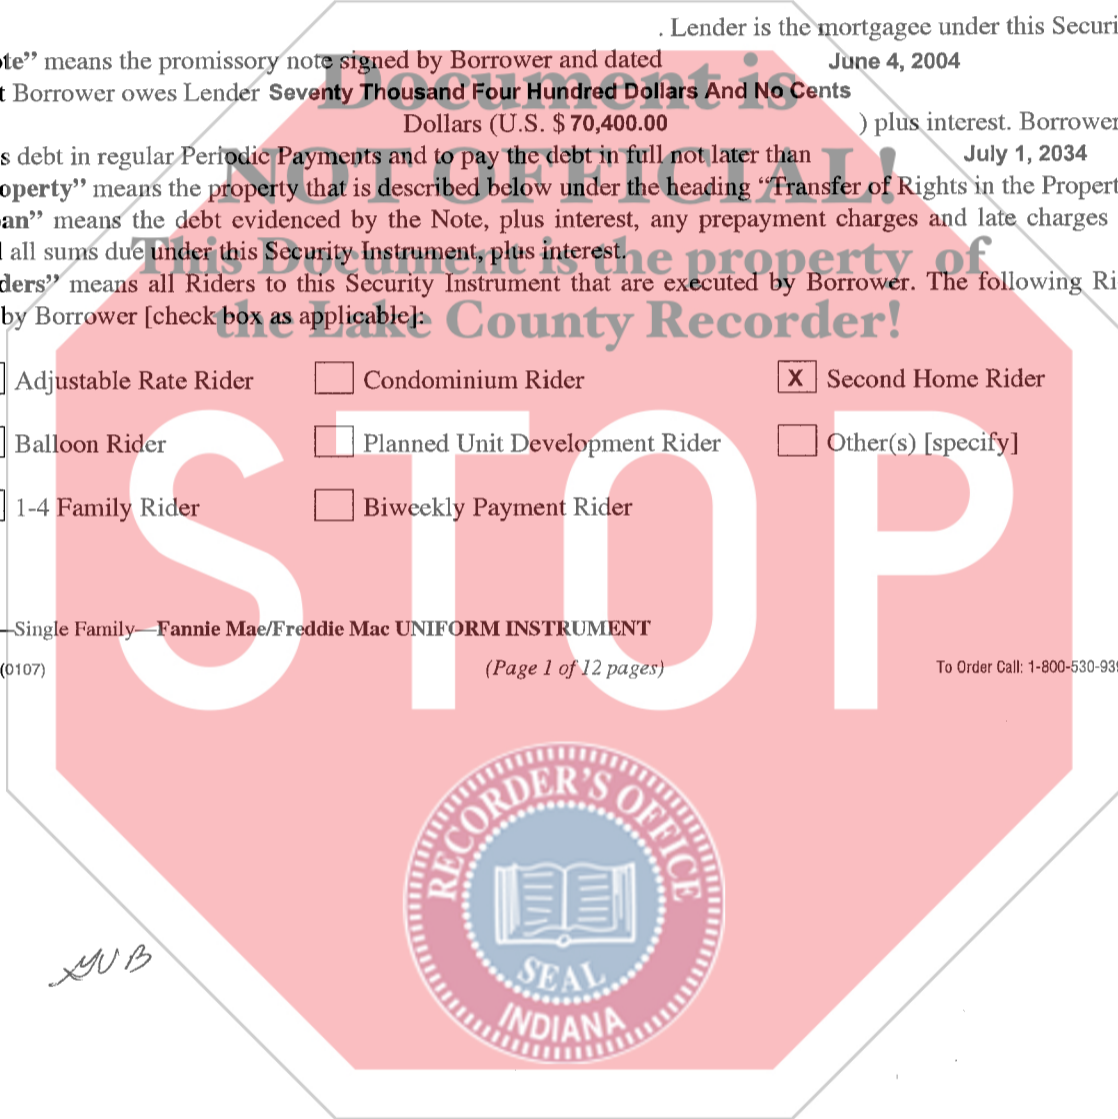 . Lender is the mortgagee under this Securi
te” means the promissory note signed by Borrower and dated June 4, 2004
t Borrower owes Lender Seventy Thousand Four Hundred Dollars And No Cents
Dollars (U.S. $ 70,400.00 ) plus interest. Borrower
s debt in regular Periodic Payments and to pay the debt in full not later than July 1, 2034
operty” means the property that is described below under the heading “Transfer of Rights in the Propert
an” means the debt evidenced by the Note, plus interest, any prepayment charges and late charges
l all sums due under this Security Instrument, plus interest.
ders” means all Riders to this Security Instrument that are executed by Borrower. The following Ri
by Borrower [check box as applicable]:
Document is
NOT OFFICIAL!
This Document is the property of
the Lake County Recorder!
Adjustable Rate Rider Condominium Rider X Second Home Rider
Balloon Rider Planned Unit Development Rider Other(s) [specify]
1-4 Family Rider Biweekly Payment Rider
STOP
—Single Family—Fannie Mae/Freddie Mac UNIFORM INSTRUMENT
(0107) (Page 1 of 12 pages) To Order Call: 1-800-530-939
RECORDER'S OFFICE
SEAL
INDIANA